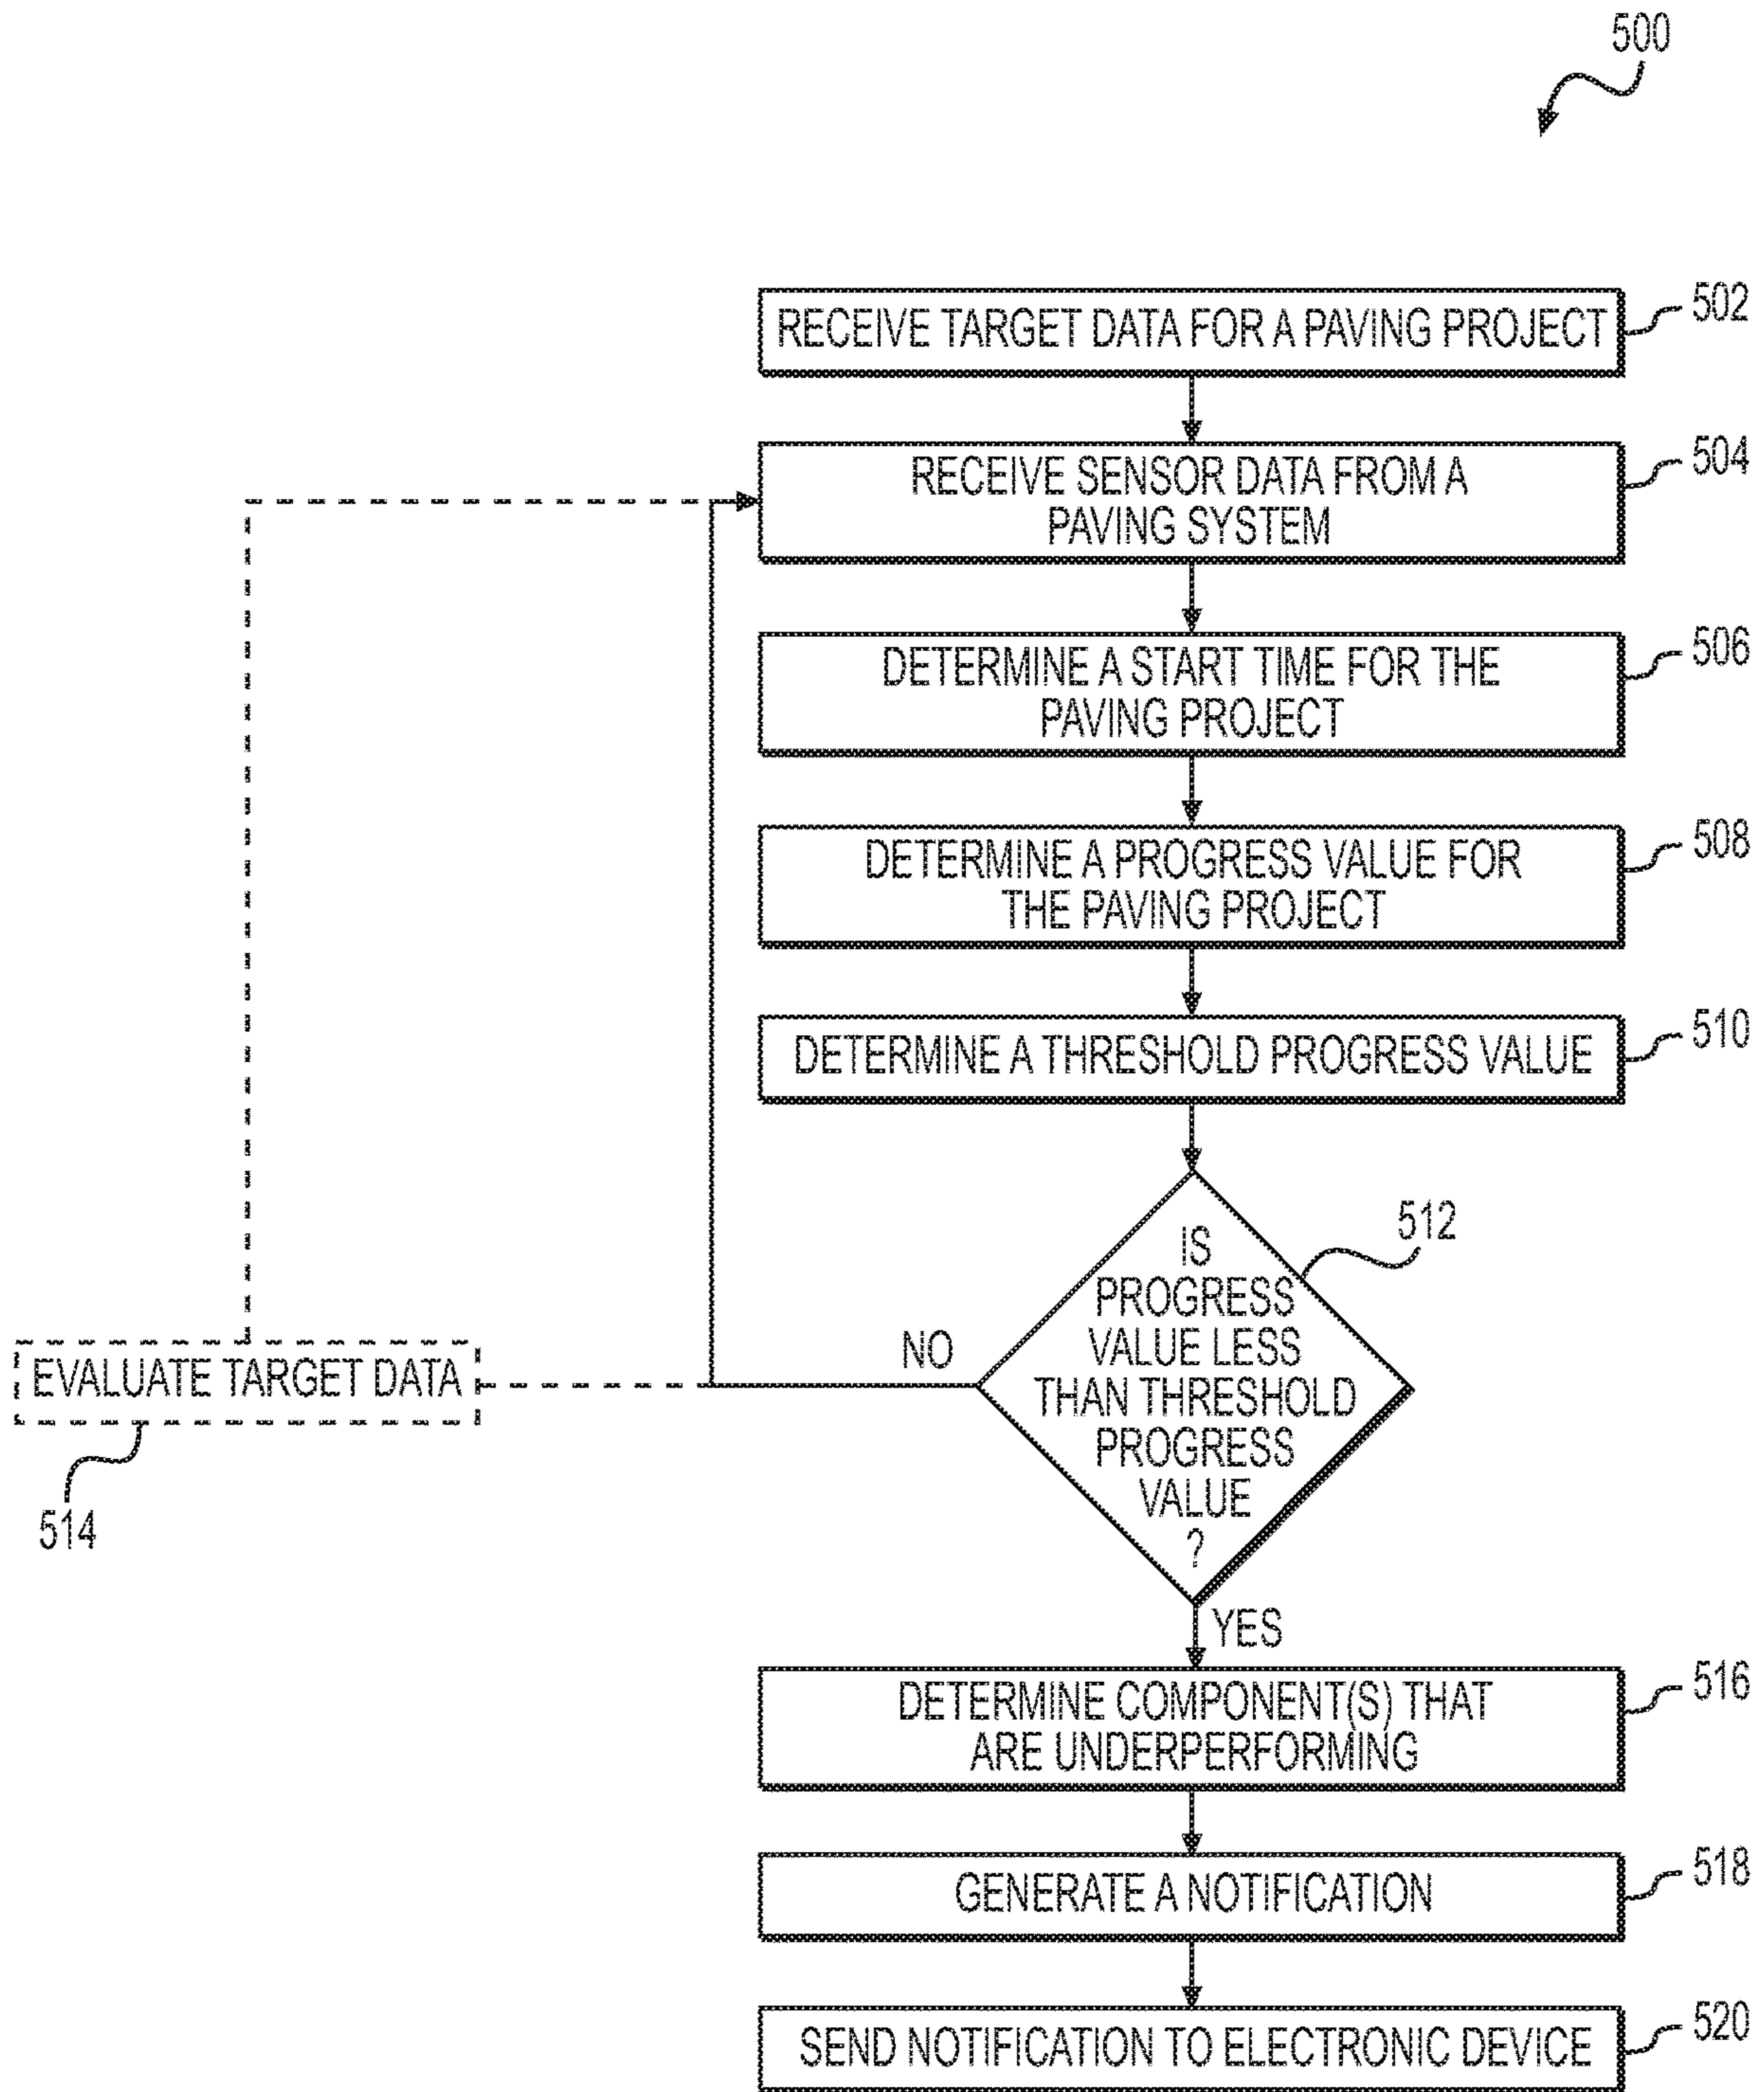 500
RECEIVE TARGET DATA FOR A PAVING PROJECT
502
RECEIVE SENSOR DATA FROM A
PAVING SYSTEM
504
DETERMINE A START TIME FOR THE
PAVING PROJECT
506
DETERMINE A PROGRESS VALUE FOR
THE PAVING PROJECT
508
DETERMINE A THRESHOLD PROGRESS VALUE
510
IS
PROGRESS
VALUE LESS
THAN THRESHOLD
PROGRESS
VALUE
?
512
NO
EVALUATE TARGET DATA
514
YES
DETERMINE COMPONENT(S) THAT
ARE UNDERPERFORMING
516
GENERATE A NOTIFICATION
518
SEND NOTIFICATION TO ELECTRONIC DEVICE
520